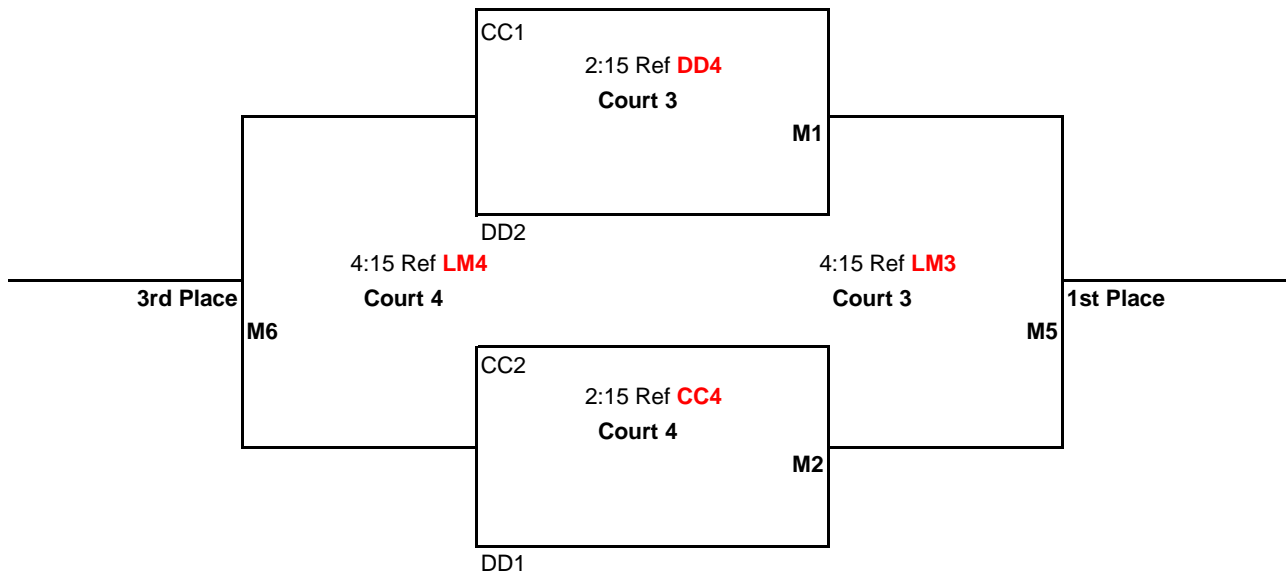 CC1
2:15 Ref DD4
Court 3
M1
DD2
4:15 Ref LM4
4:15 Ref LM3
3rd Place
Court 4
Court 3
1st Place
M6
M5
CC2
2:15 Ref CC4
Court 4
M2
DD1